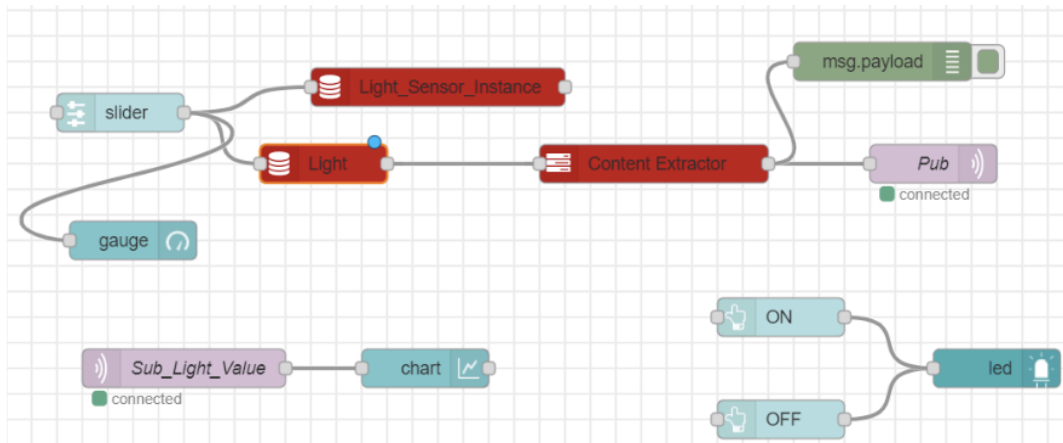 msg.payload
Light_Sensor_Instance
slider
Light
Content Extractor
Pub
connected
gauge
ON
Sub_Light_Value
chart
led
connected
OFF